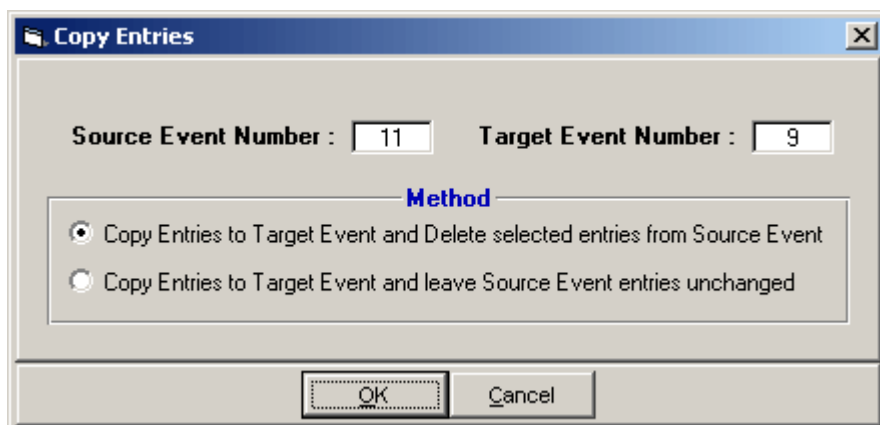 Copy Entries
Source Event Number : 11 Target Event Number : 9
Method
Copy Entries to Target Event and Delete selected entries from Source Event
Copy Entries to Target Event and leave Source Event entries unchanged
OK Cancel